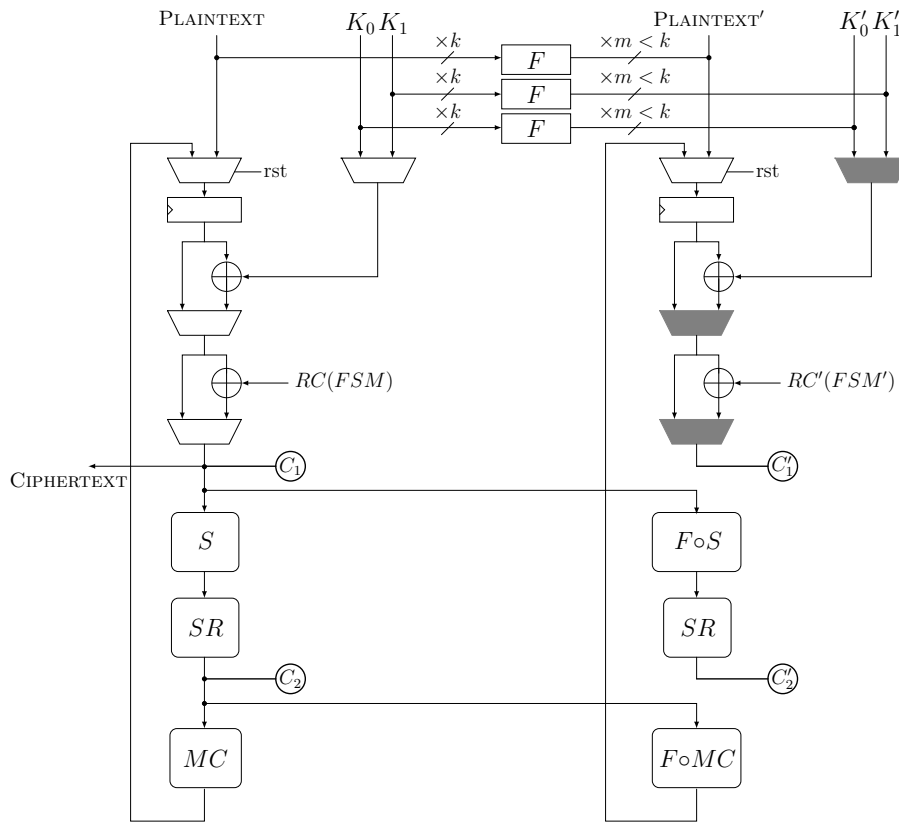 PLAINTEXT K₀ K₁ PLAINTEXT′ K′₀ K′₁
×k F ×m < k
×k F ×m < k
×k F ×m < k
rst rst
RC(FSM) RC′(FSM′)
C₁ C′₁
CIPHERTEXT
S F∘S
SR SR
C₂ C′₂
MC F∘MC